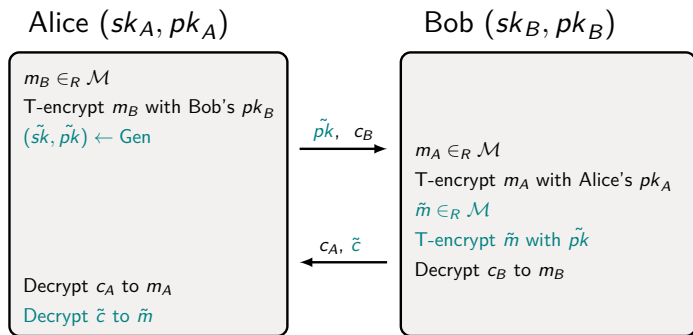 Alice (sk_A, pk_A)
m_B ∈_R ℳ
T-encrypt m_B with Bob's pk_B
(s̃k, p̃k) ← Gen
Decrypt c_A to m_A
Decrypt c̃ to m̃
p̃k, c_B
c_A, c̃
Bob (sk_B, pk_B)
m_A ∈_R ℳ
T-encrypt m_A with Alice's pk_A
m̃ ∈_R ℳ
T-encrypt m̃ with p̃k
Decrypt c_B to m_B